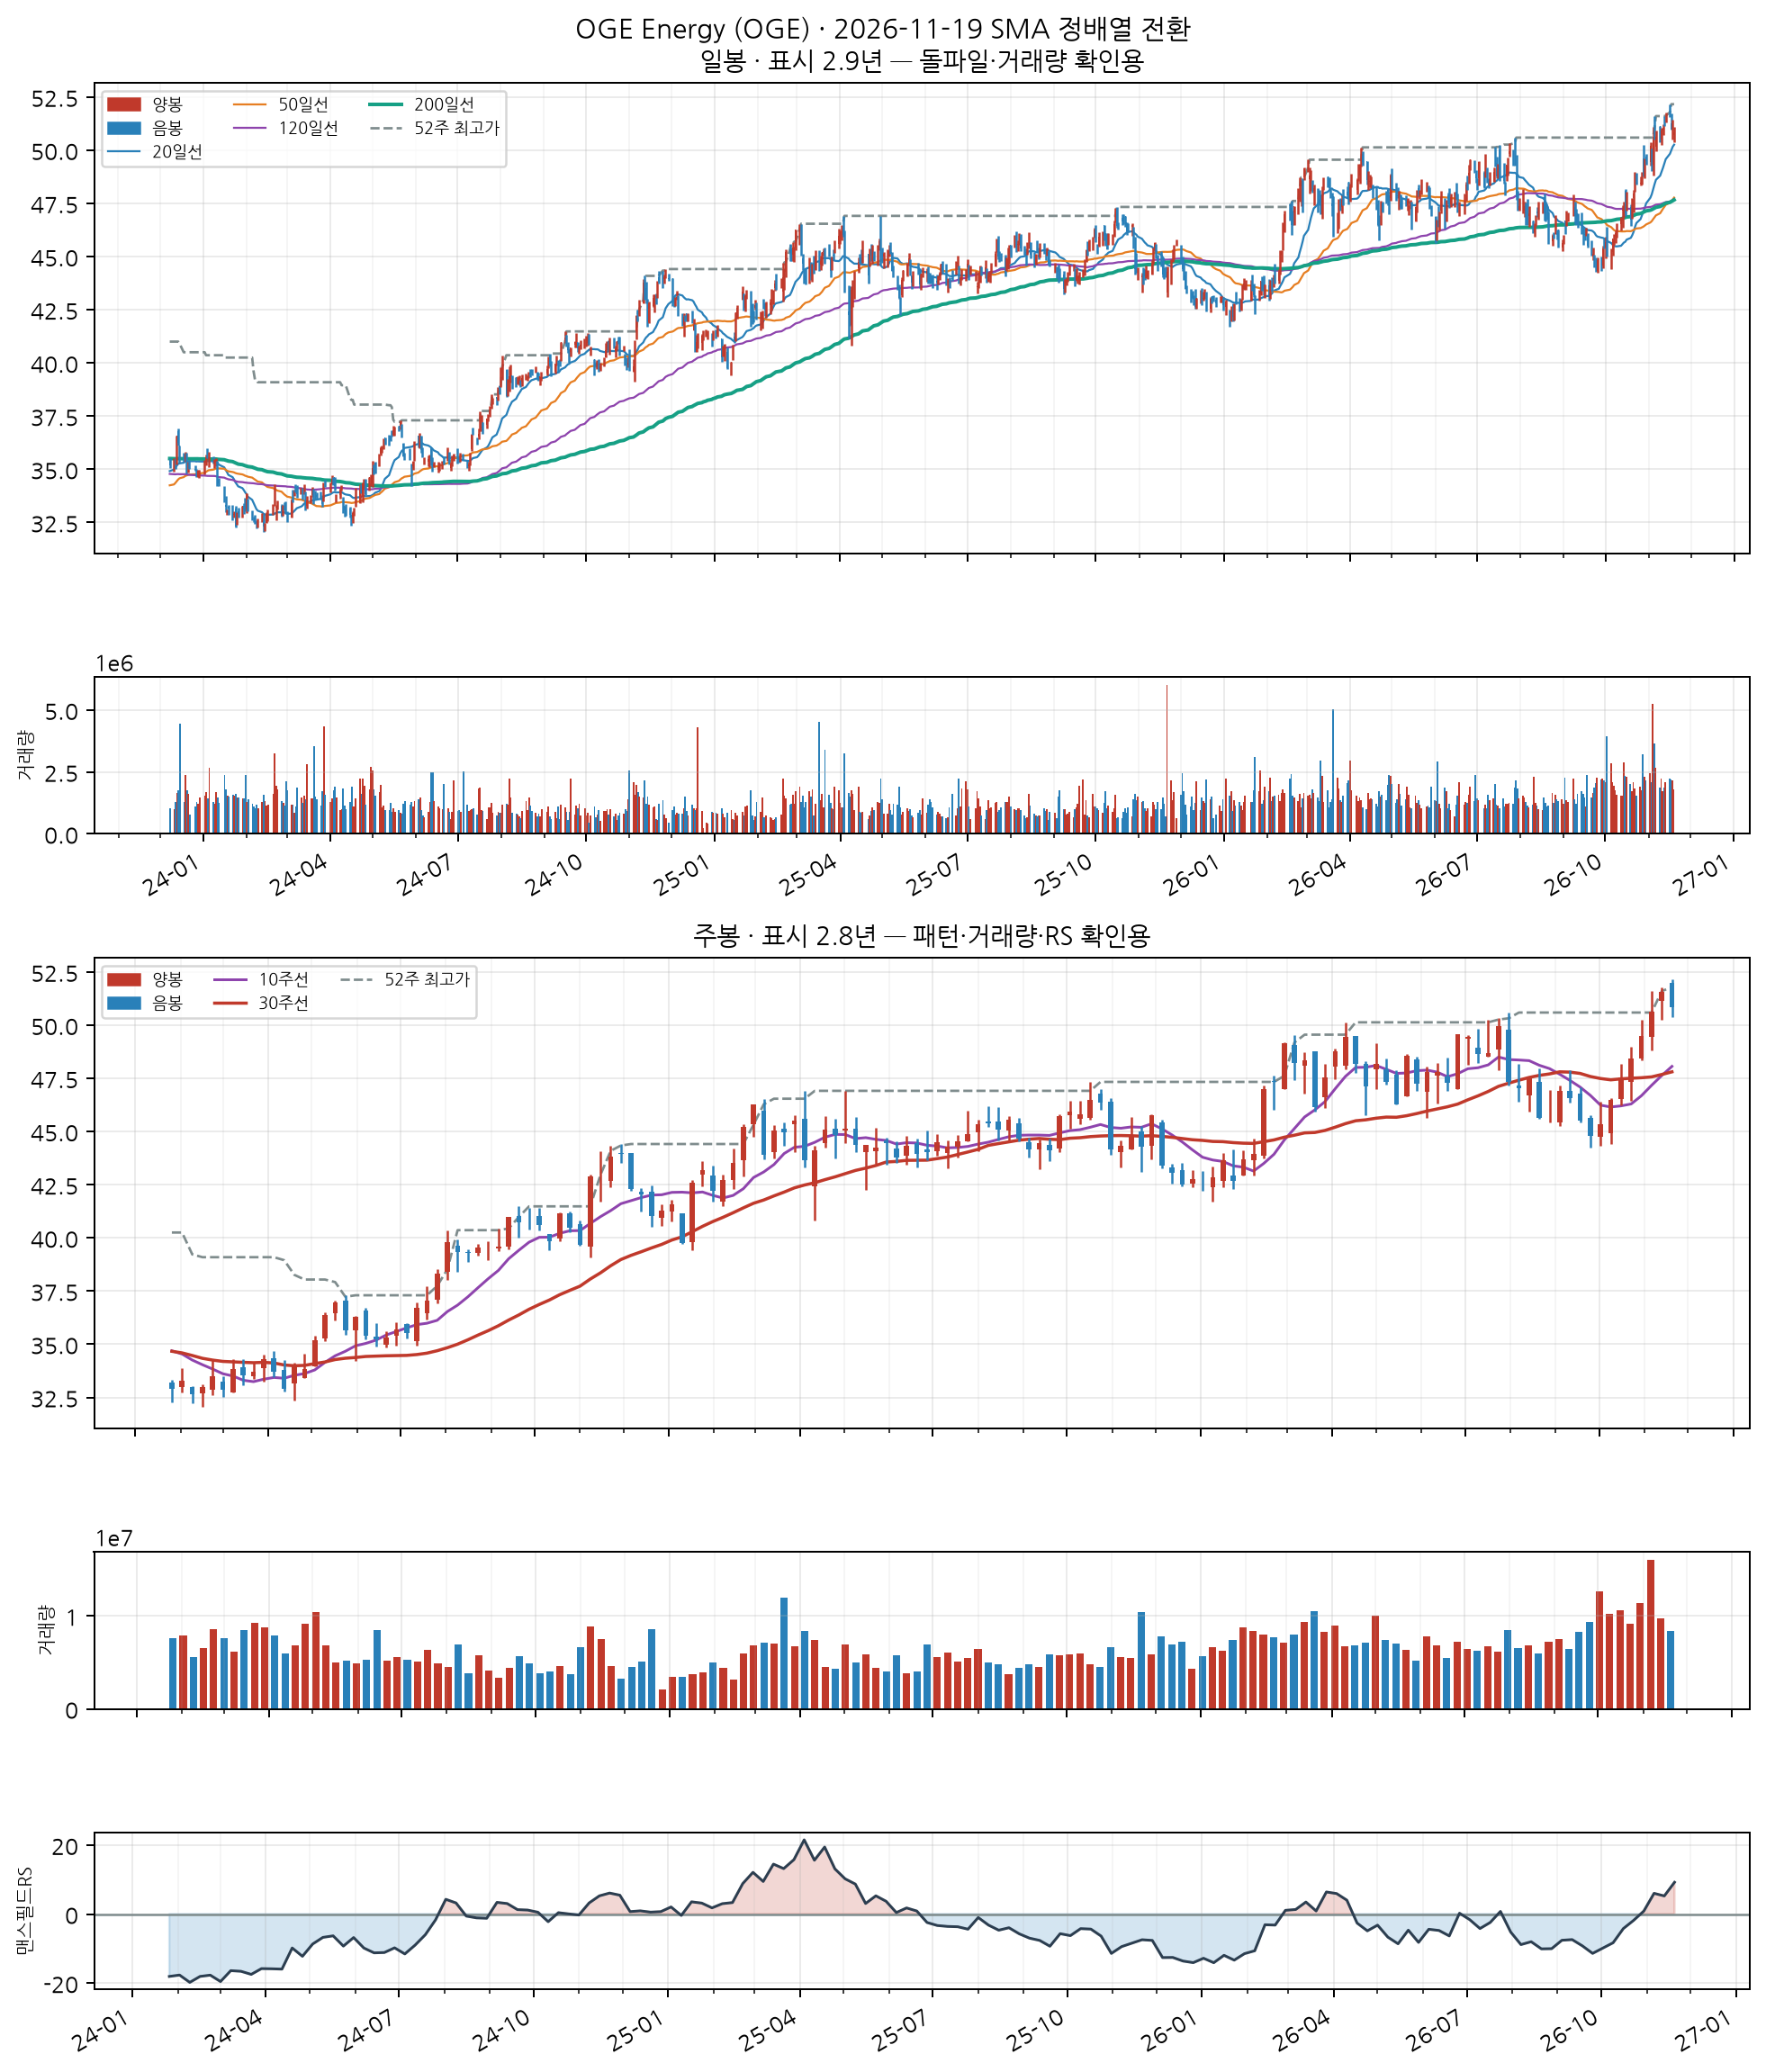 OGE Energy (OGE) · 2026-11-19 SMA 정배열 전환
일봉 · 표시 2.9년 — 돌파일·거래량 확인용
양봉
음봉
20일선
50일선
120일선
200일선
52주 최고가
52.5
50.0
47.5
45.0
42.5
40.0
37.5
35.0
32.5
1e6
거래량
5.0
2.5
0.0
24-01
24-04
24-07
24-10
25-01
25-04
25-07
25-10
26-01
26-04
26-07
26-10
27-01
주봉 · 표시 2.8년 — 패턴·거래량·RS 확인용
양봉
음봉
10주선
30주선
52주 최고가
52.5
50.0
47.5
45.0
42.5
40.0
37.5
35.0
32.5
1e7
거래량
1
0
맨스필드RS
20
0
-20
24-01
24-04
24-07
24-10
25-01
25-04
25-07
25-10
26-01
26-04
26-07
26-10
27-01